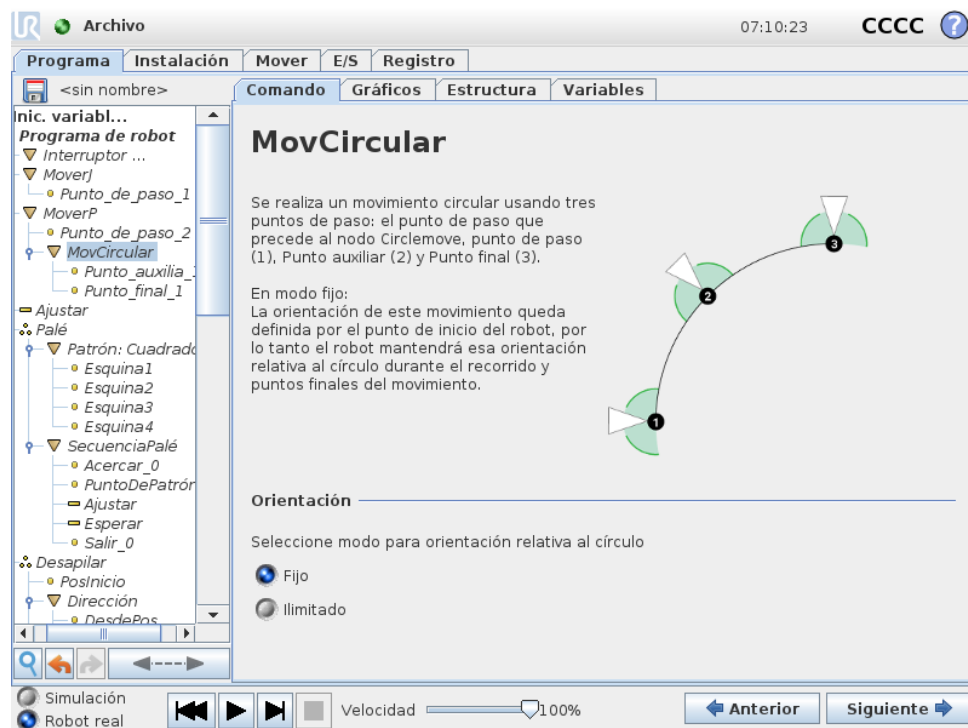 UR
Archivo
07:10:23
CCCC
?
Programa
Instalación
Mover
E/S
Registro
<sin nombre>
Comando
Gráficos
Estructura
Variables
Inic. variabl...
Programa de robot
Interruptor ...
MoverJ
Punto_de_paso_1
MoverP
Punto_de_paso_2
MovCircular
Punto_auxilia_1
Punto_final_1
Ajustar
Palé
Patrón: Cuadrado
Esquina1
Esquina2
Esquina3
Esquina4
SecuenciaPalé
Acercar_0
PuntoDePatrón
Ajustar
Esperar
Salir_0
Desapilar
PosInicio
Dirección
DesdePos
MovCircular
Se realiza un movimiento circular usando tres
puntos de paso: el punto de paso que
precede al nodo Circlemove, punto de paso
(1), Punto auxiliar (2) y Punto final (3).
En modo fijo:
La orientación de este movimiento queda
definida por el punto de inicio del robot, por
lo tanto el robot mantendrá esa orientación
relativa al círculo durante el recorrido y
puntos finales del movimiento.
3
2
1
Orientación
Seleccione modo para orientación relativa al círculo
Fijo
Ilimitado
Simulación
Robot real
Velocidad
100%
Anterior
Siguiente